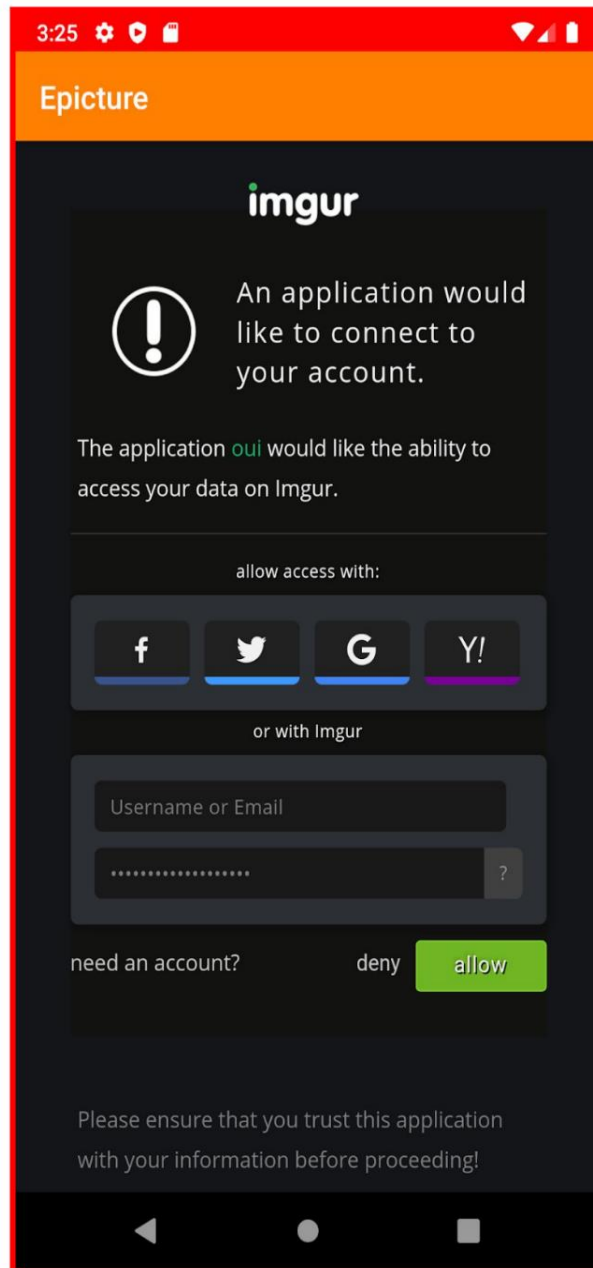 3:25
Epicture
imgur
An application would
like to connect to
your account.
The application oui would like the ability to
access your data on Imgur.
allow access with:
f G Y!
or with Imgur
Username or Email
•••••••••••••••••••
?
need an account? deny allow
Please ensure that you trust this application
with your information before proceeding!